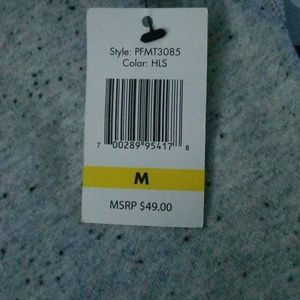 Style: PFMT3085
Color: HLS
7 00289 95417 8
M
MSRP $49.00